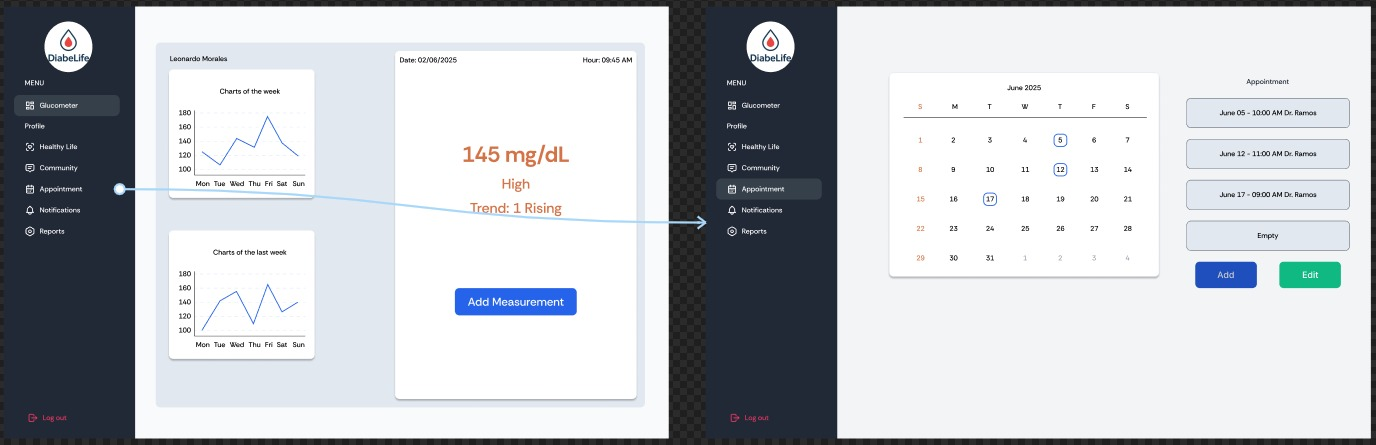 DiabeLife
MENU
Glucometer
Profile
Healthy Life
Community
Appointment
Notifications
Reports
Log out
Leonardo Morales
Charts of the week
180
160
140
120
100
Mon Tue Wed Thu Fri Sat Sun
Charts of the last week
180
160
140
120
100
Mon Tue Wed Thu Fri Sat Sun
Date: 02/06/2025 Hour: 09:45 AM
145 mg/dL
High
Trend: 1 Rising
Add Measurement
DiabeLife
MENU
Glucometer
Profile
Healthy Life
Community
Appointment
Notifications
Reports
Log out
June 2025
S M T W T F S
1 2 3 4 5 6 7
8 9 10 11 12 13 14
15 16 17 18 19 20 21
22 23 24 25 26 27 28
29 30 31 1 2 3 4
Appointment
June 05 - 10:00 AM Dr. Ramos
June 12 - 11:00 AM Dr. Ramos
June 17 - 09:00 AM Dr. Ramos
Empty
Add Edit